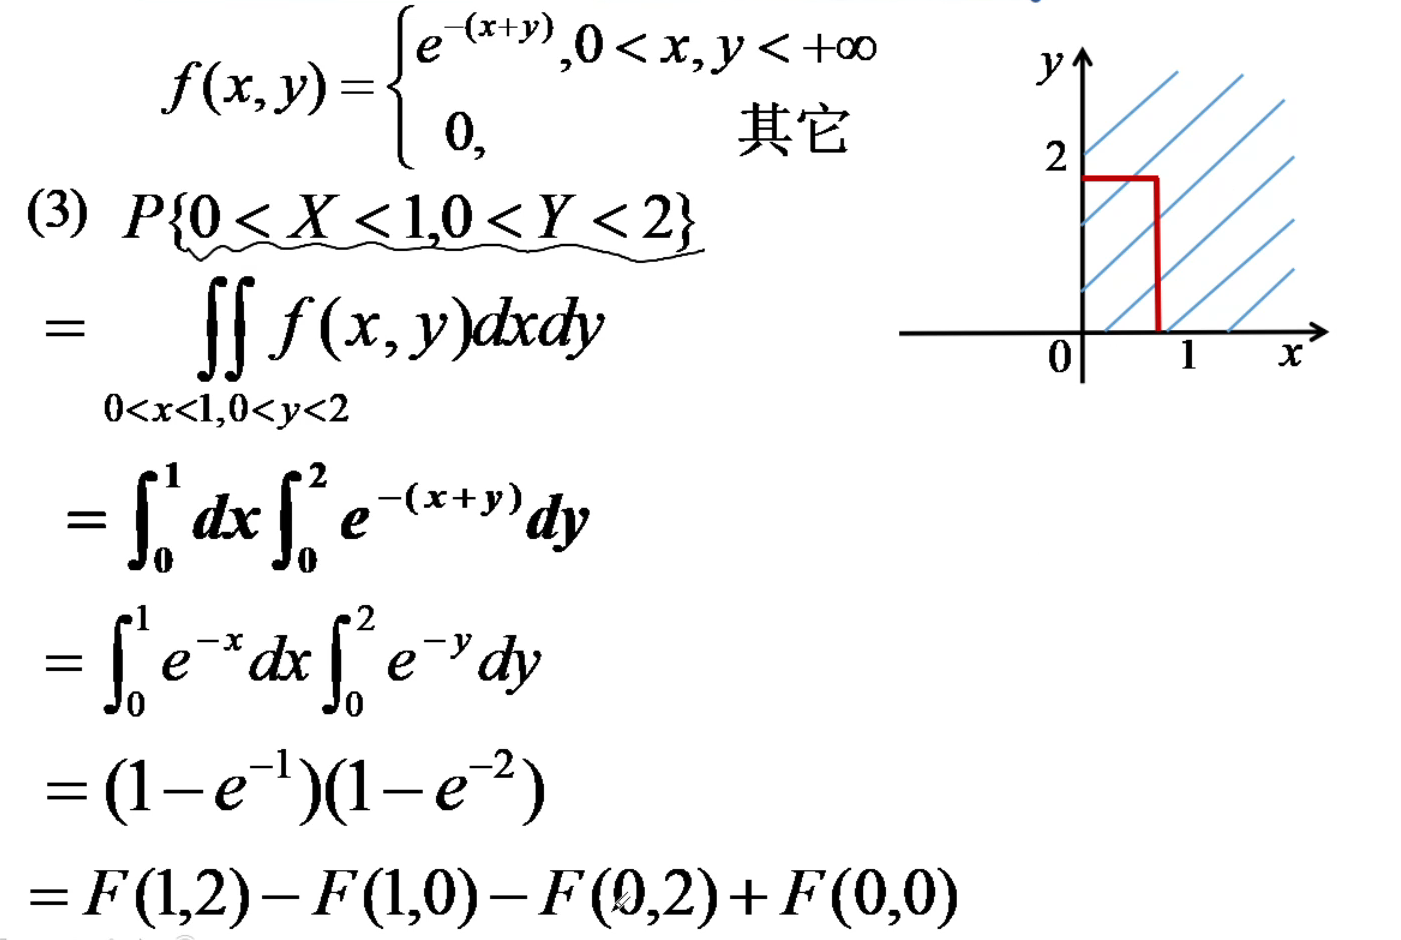 f(x,y)={e^{-(x+y)},0<x,y<+∞
0, 其它
(3) P{0<X<1,0<Y<2}
= ∬ f(x,y)dxdy
0<x<1,0<y<2
=∫_0^1 dx∫_0^2 e^{-(x+y)}dy
=∫_0^1 e^{-x}dx∫_0^2 e^{-y}dy
=(1-e^{-1})(1-e^{-2})
=F(1,2)-F(1,0)-F(0,2)+F(0,0)
y
2
0 1 x